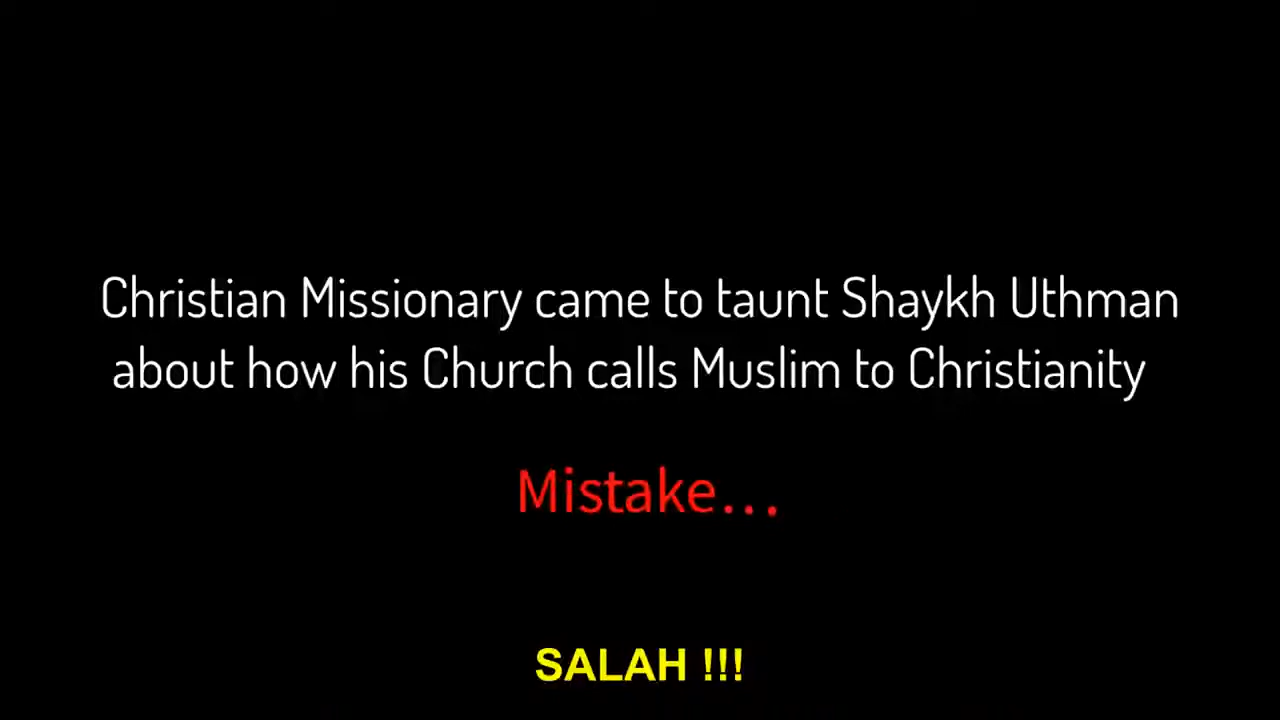 Christian Missionary came to taunt Shaykh Uthman
about how his Church calls Muslim to Christianity
Mistake...
SALAH !!!